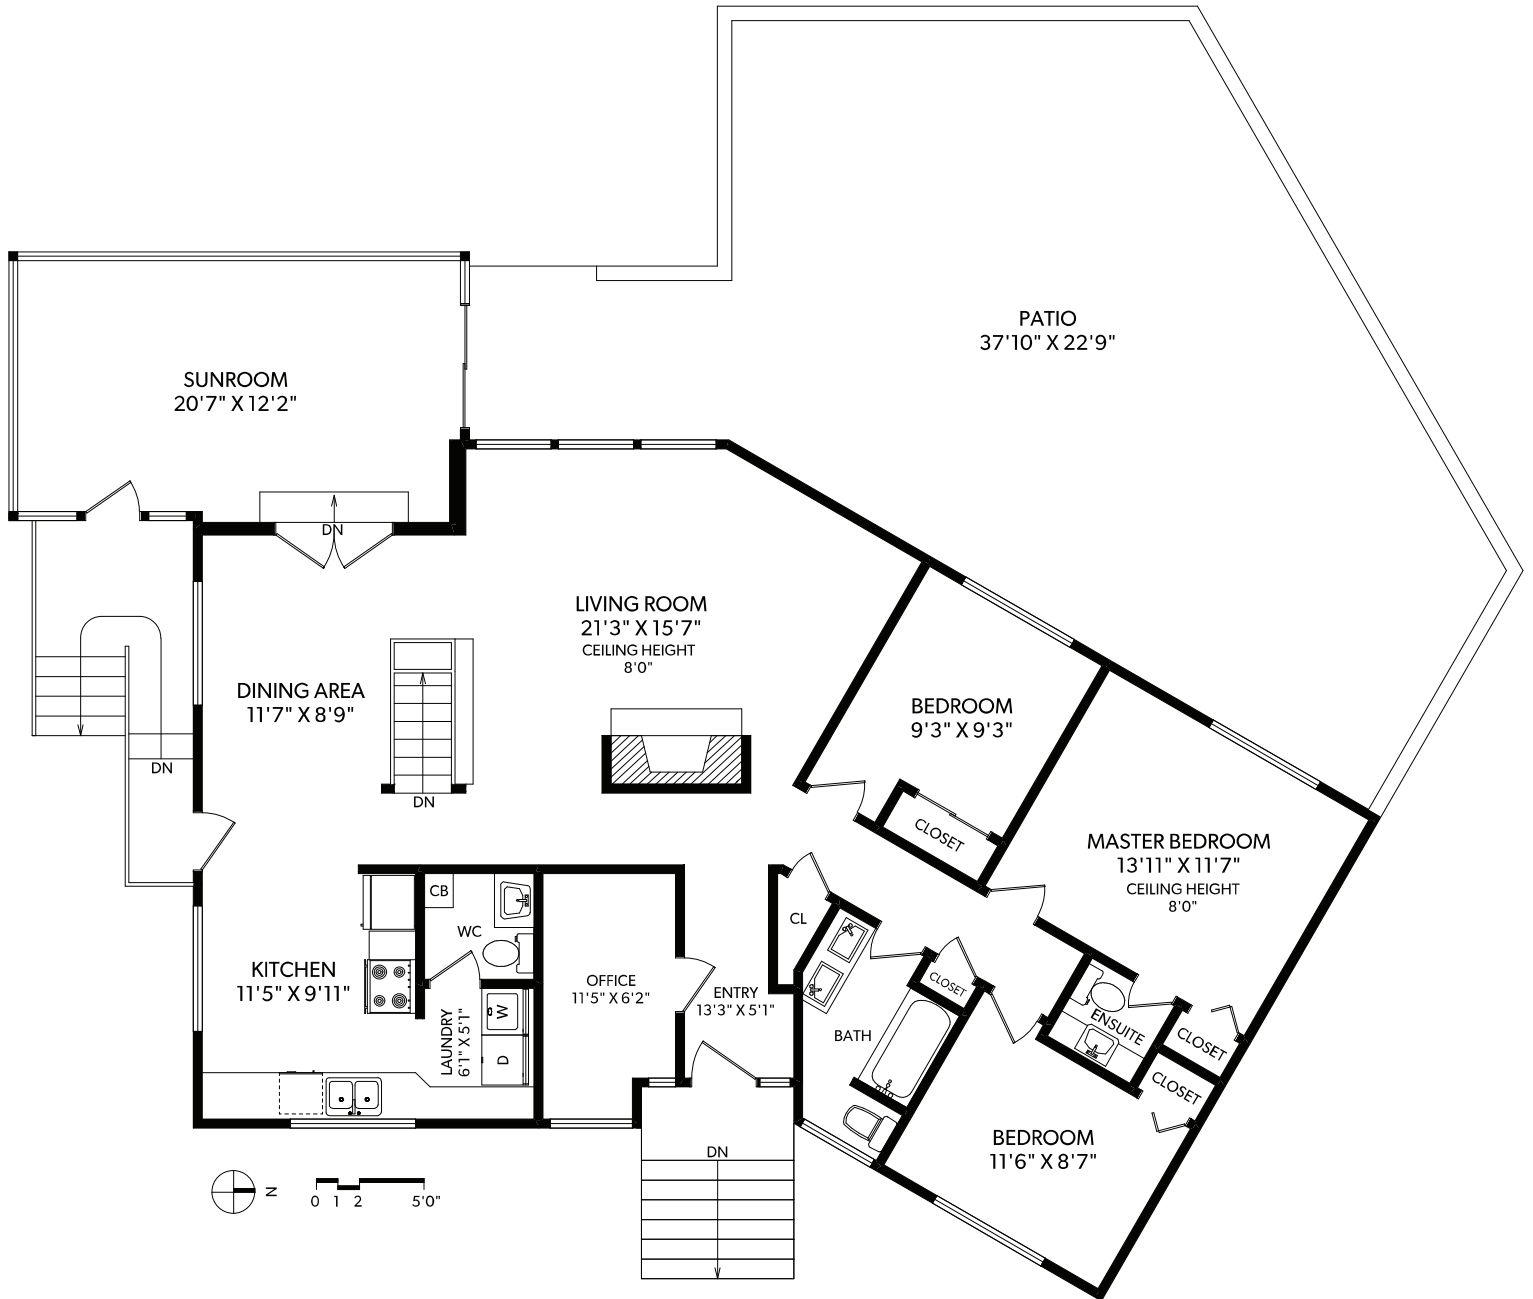 PATIO
37'10" X 22'9"
SUNROOM
20'7" X 12'2"
DN
LIVING ROOM
21'3" X 15'7"
CEILING HEIGHT
8'0"
DINING AREA
11'7" X 8'9"
BEDROOM
9'3" X 9'3"
DN
DN
CLOSET
MASTER BEDROOM
13'11" X 11'7"
CEILING HEIGHT
8'0"
CB
WC
CL
KITCHEN
11'5" X 9'11"
OFFICE
11'5" X 6'2"
ENTRY
13'3" X 5'1"
CLOSET
W
D
LAUNDRY
6'1" X 5'1"
BATH
ENSUITE
CLOSET
CLOSET
BEDROOM
11'6" X 8'7"
DN
N
0 1 2 5'0"